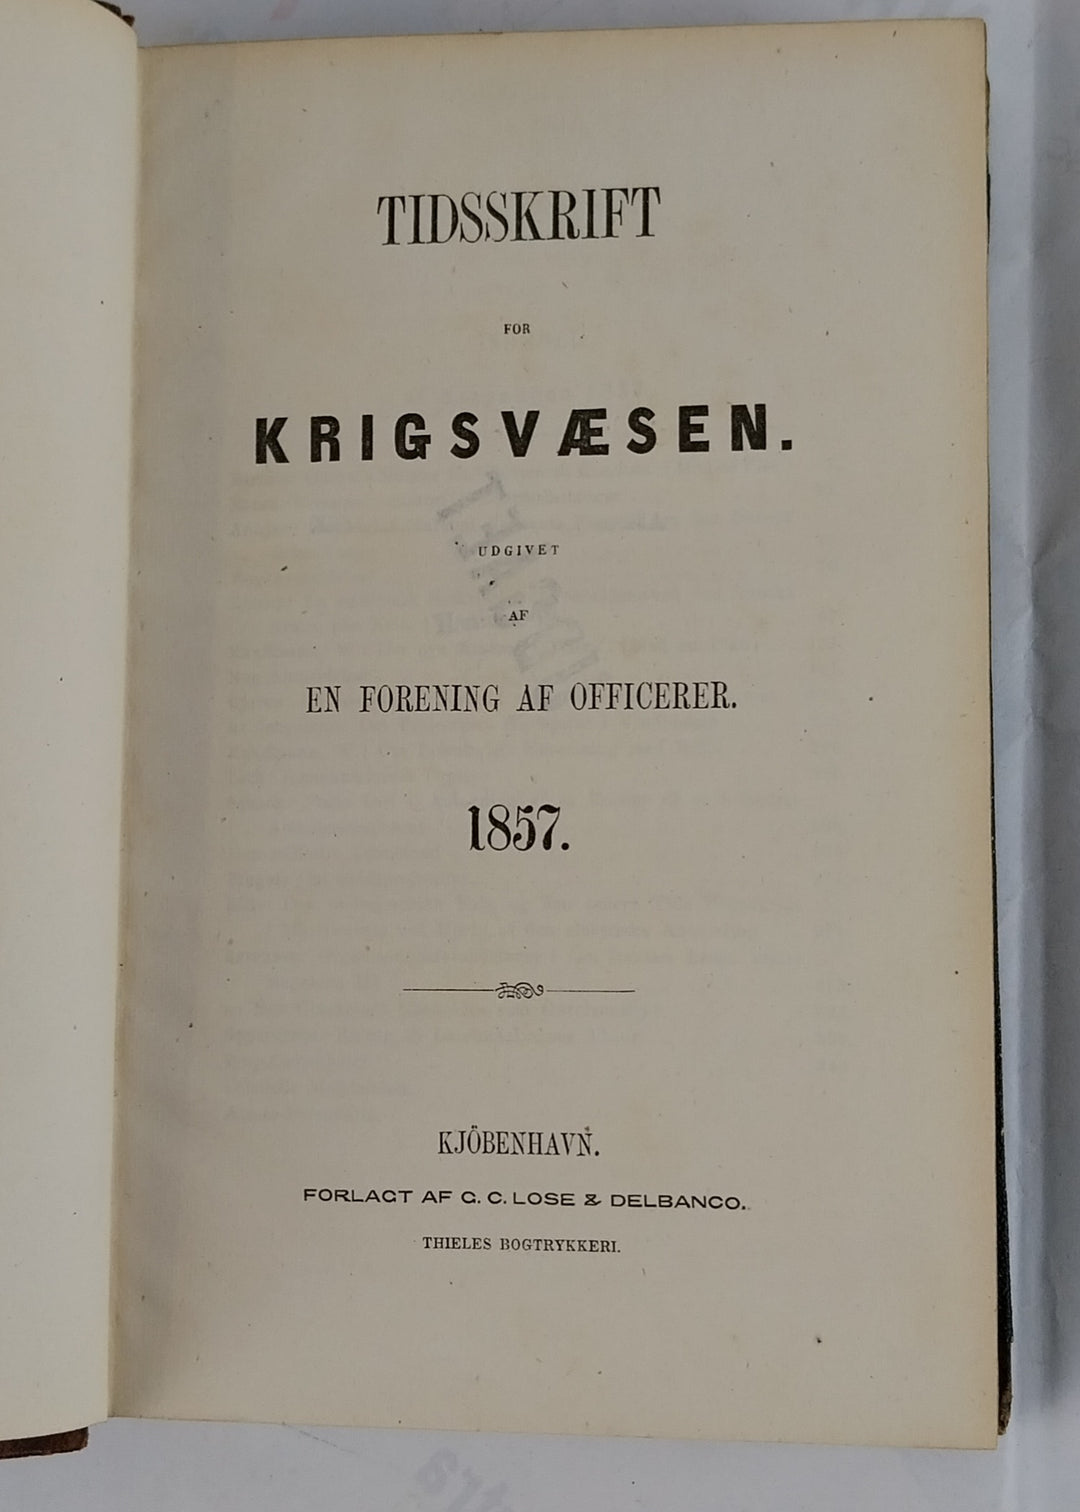 TIDSSKRIFT
FOR
KRIGSVÆSEN.
UDGIVET
AF
EN FORENING AF OFFICERER.
1857.
KJÖBENHAVN.
FORLAGT AF C. C. LOSE & DELBANCO.
THIELES BOGTRYKKERI.